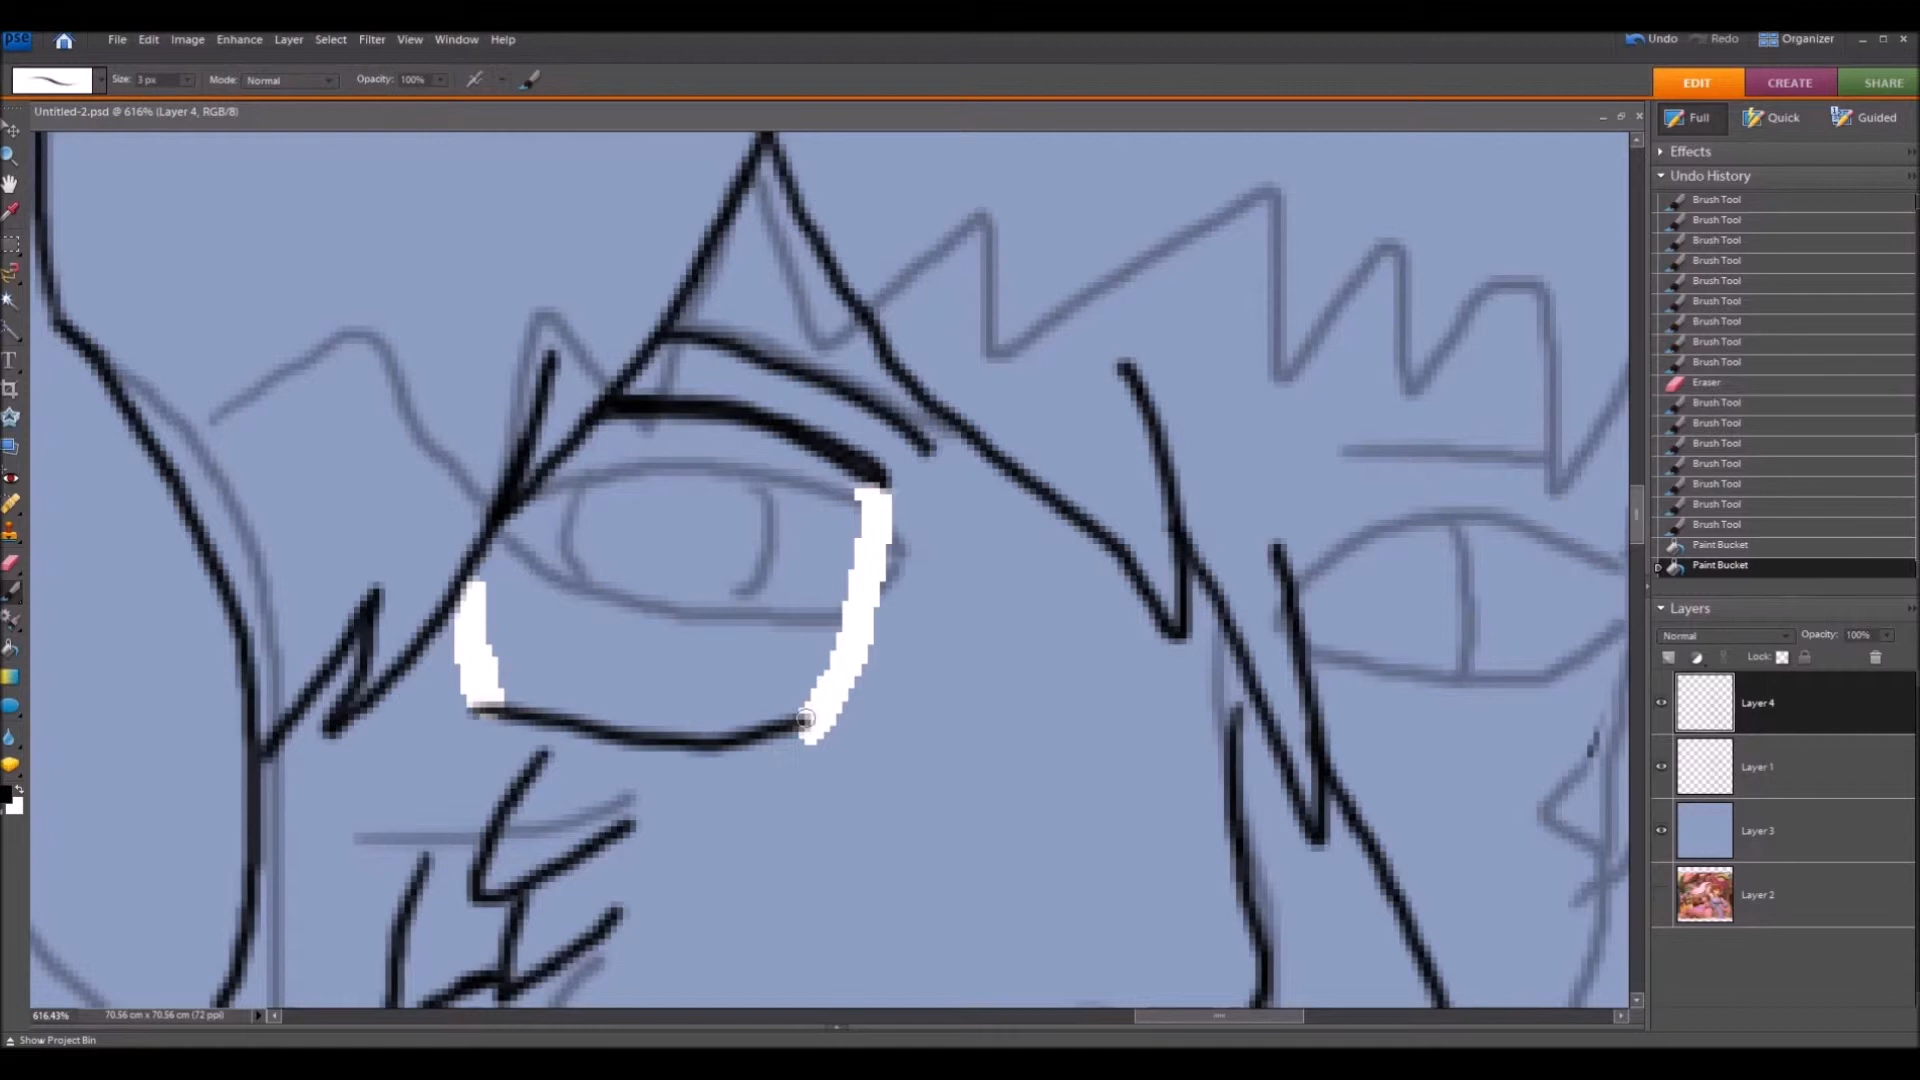 pse File Edit Image Enhance Layer Select Filter View Window Help Undo Redo Organizer
Size: 3 px Mode: Normal Opacity: 100% EDIT CREATE SHARE
Untitled-2.psd @ 616% (Layer 4, RGB/8)
Full Quick Guided
Effects
Undo History
Brush Tool
Brush Tool
Brush Tool
Brush Tool
Brush Tool
Brush Tool
Brush Tool
Brush Tool
Brush Tool
Eraser
Brush Tool
Brush Tool
Brush Tool
Brush Tool
Brush Tool
Brush Tool
Brush Tool
Paint Bucket
Paint Bucket
Layers
Normal Opacity: 100%
Lock:
Layer 4
Layer 1
Layer 3
Layer 2
616.43% 70.56 cm x 70.56 cm (72 ppi)
Show Project Bin